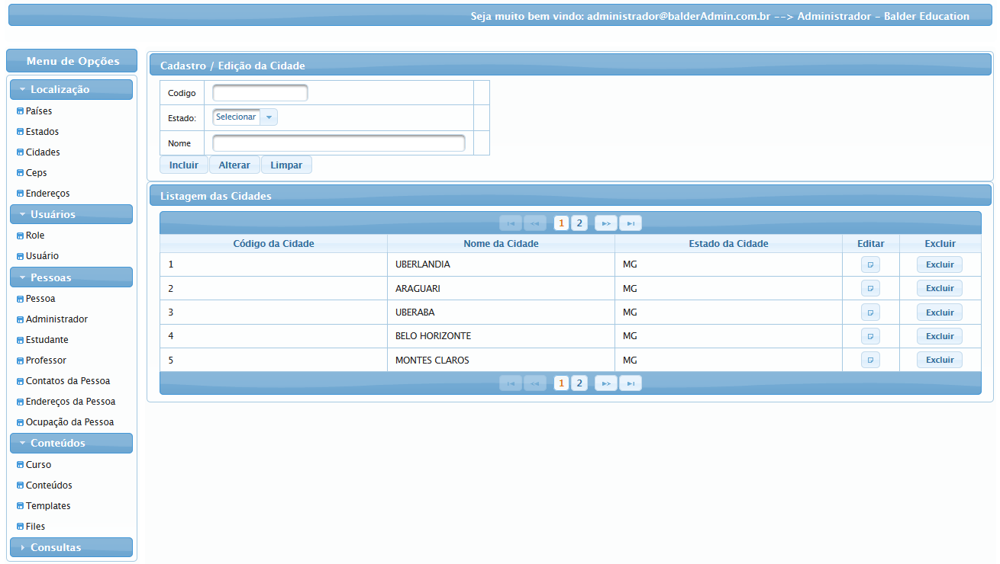 Seja muito bem vindo: administrador@balderAdmin.com.br --> Administrador - Balder Education
Menu de Opções
Localização
Países
Estados
Cidades
Ceps
Endereços
Usuários
Role
Usuário
Pessoas
Pessoa
Administrador
Estudante
Professor
Contatos da Pessoa
Endereços da Pessoa
Ocupação da Pessoa
Conteúdos
Curso
Conteúdos
Templates
Files
Consultas
Cadastro / Edição da Cidade
Codigo
Estado: Selecionar
Nome
Incluir Alterar Limpar
Listagem das Cidades
1 2
Código da Cidade Nome da Cidade Estado da Cidade Editar Excluir
1 UBERLANDIA MG Excluir
2 ARAGUARI MG Excluir
3 UBERABA MG Excluir
4 BELO HORIZONTE MG Excluir
5 MONTES CLAROS MG Excluir
1 2